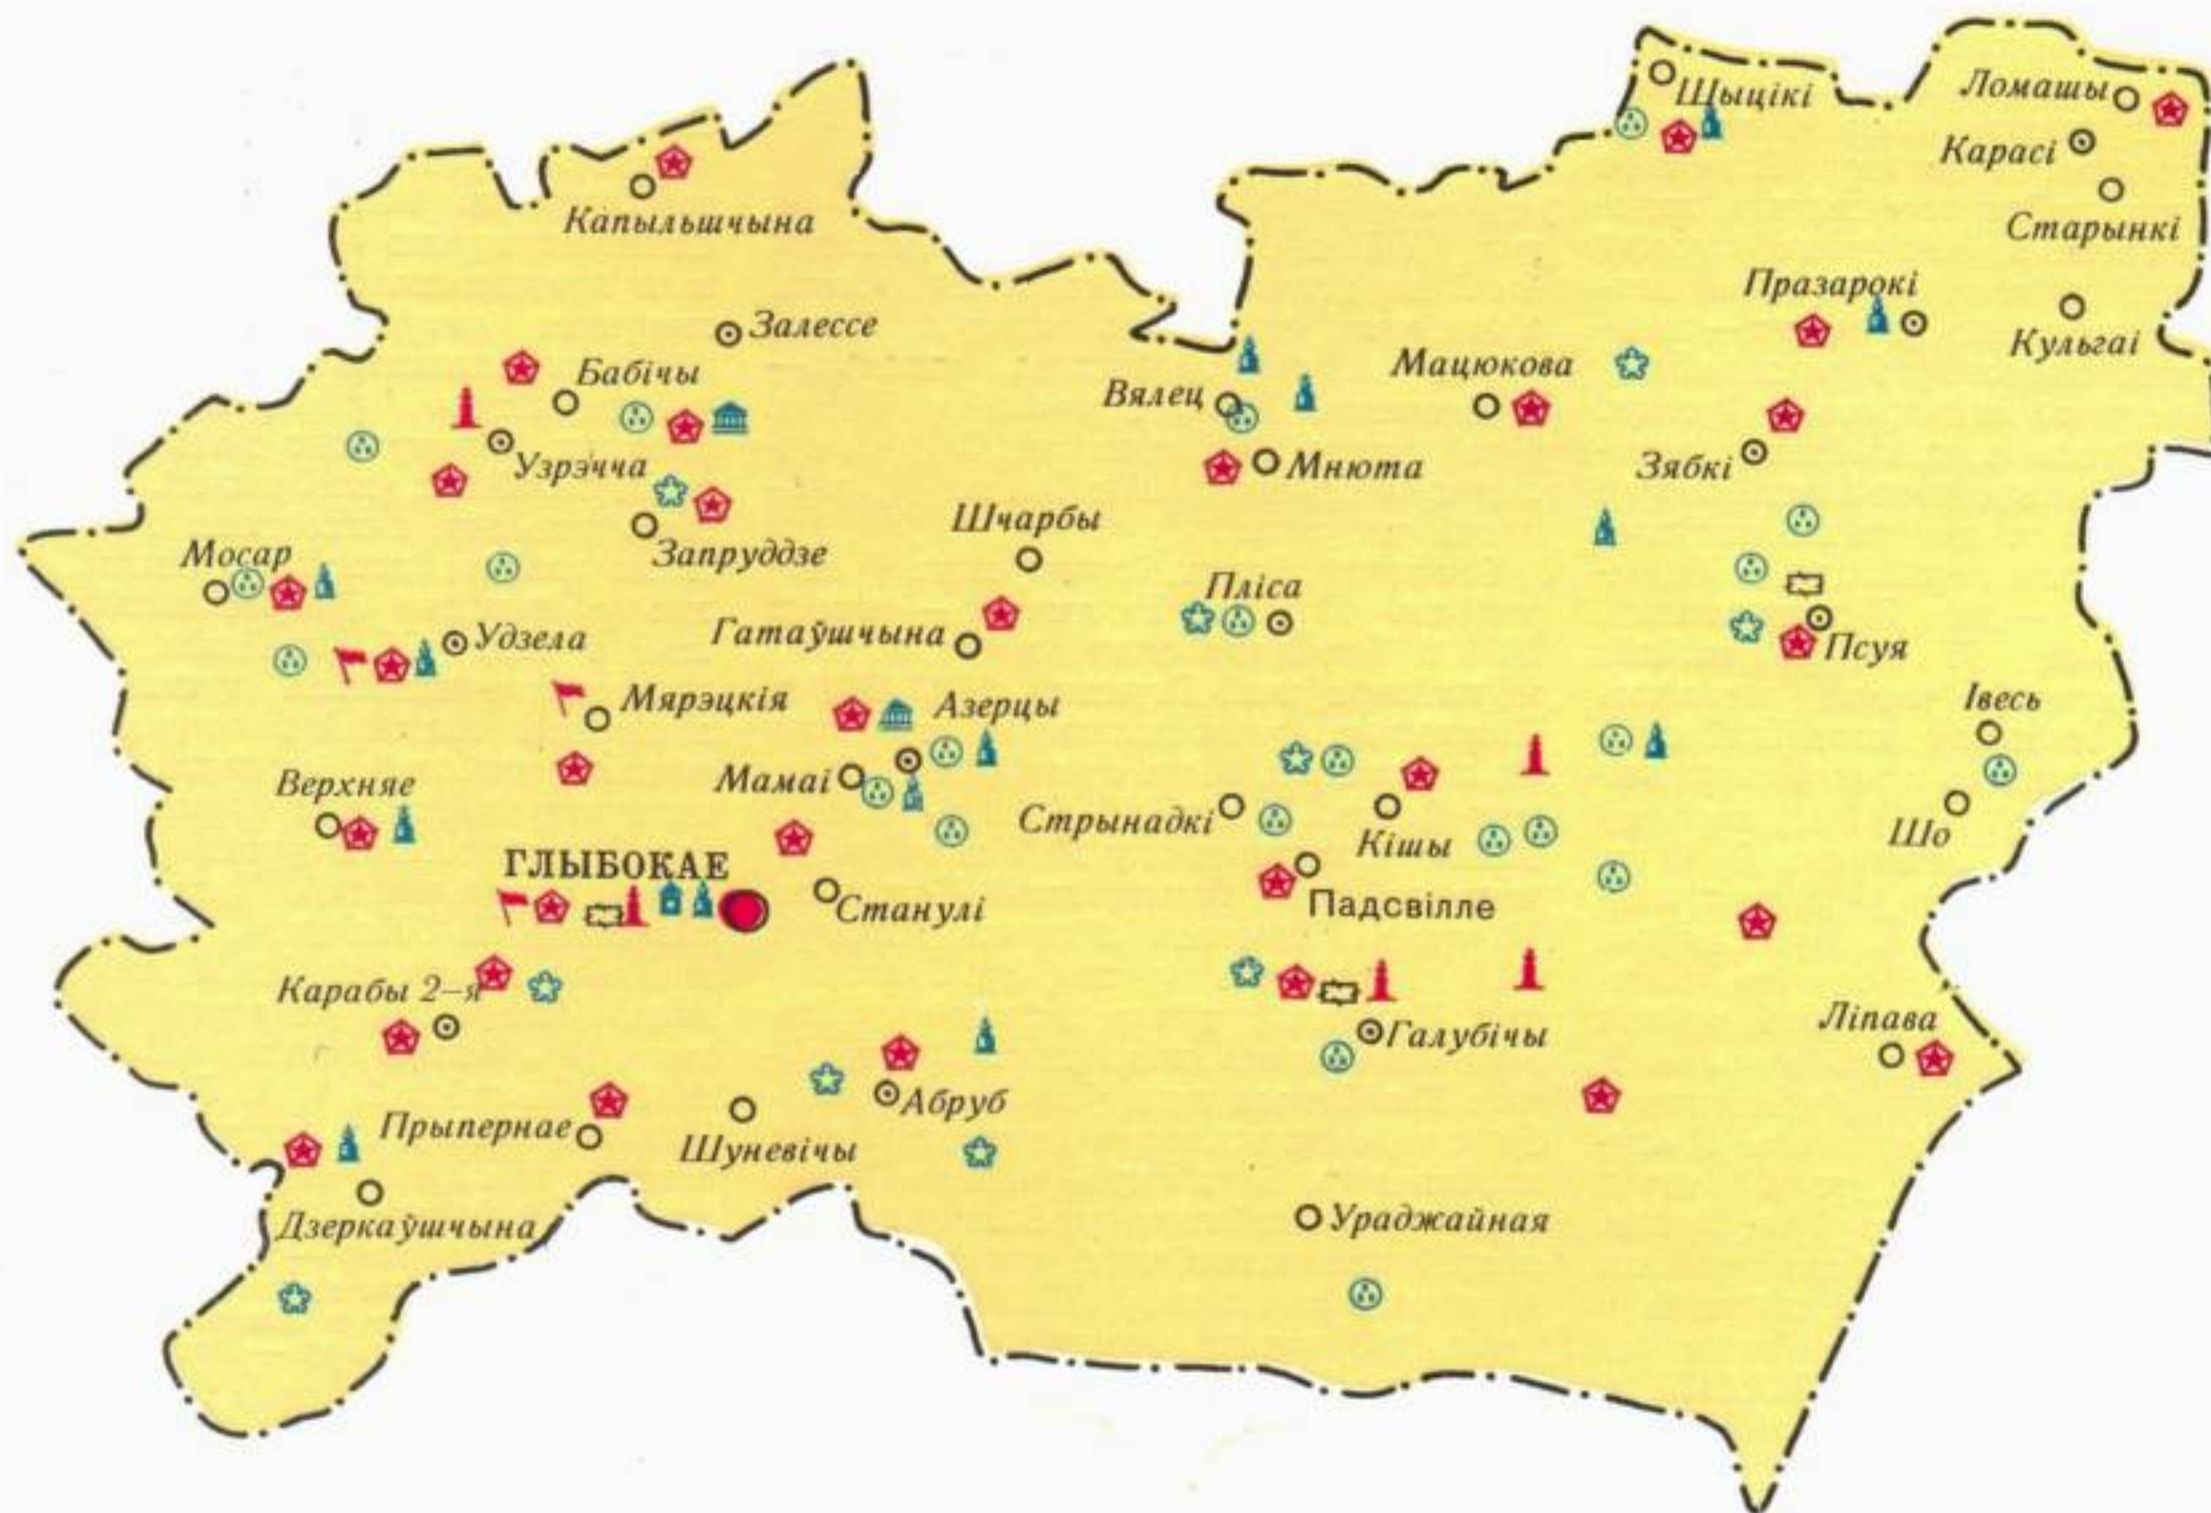 Шыцікі
Ломашы
Карасі
Капыльшчына
Старынкі
Празарокі
Залессе
Кульгаі
Бабічы
Мацюкова
Вялец
Узрэчча
Мнюта
Зябкі
Шчарбы
Мосар
Запруддзе
Пліса
Удзела
Гатаўшчына
Псуя
Мярэцкія
Азерцы
Івесь
Верхняе
Мамаі
Стрынадкі
Кішы
Шо
ГЛЫБОКАЕ
Станулі
Падсвілле
Карабы 2–я
Галубічы
Ліпава
Абруб
Прыпернае
Шуневічы
Дзеркаўшчына
Ураджайная